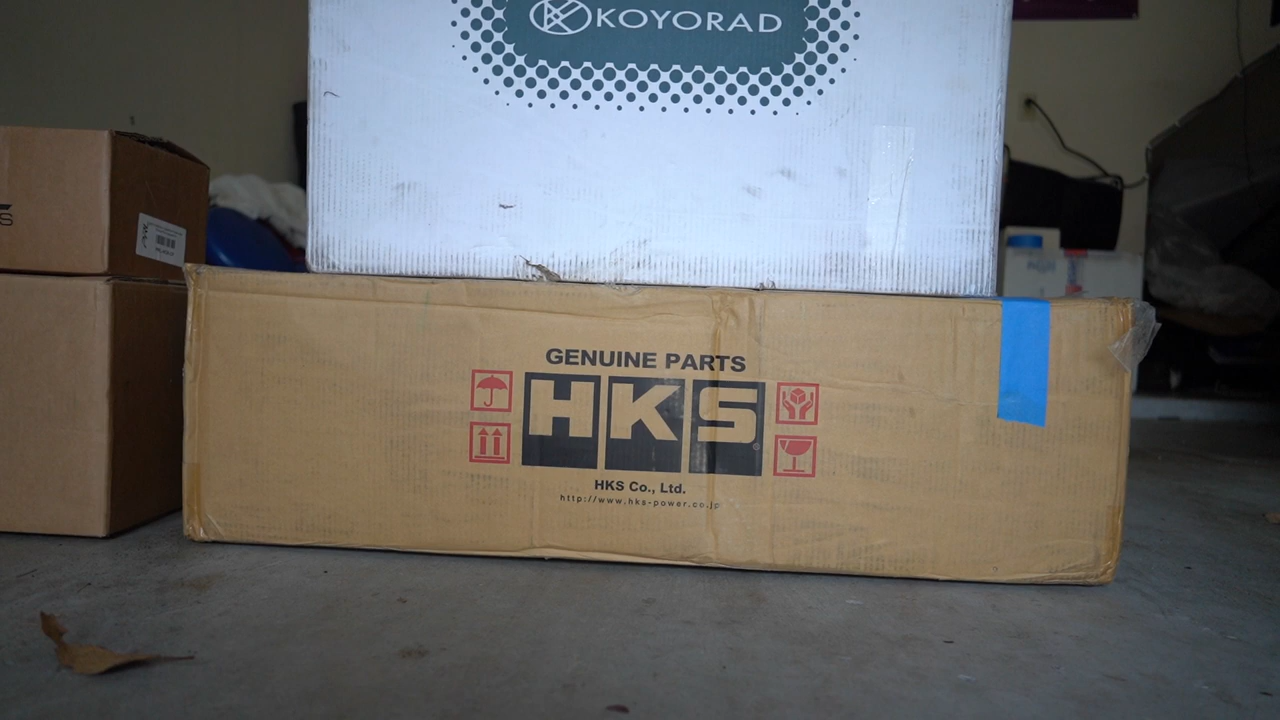 KOYORAD
GENUINE PARTS
HKS
HKS Co., Ltd.
http://www.hks-power.co.jp